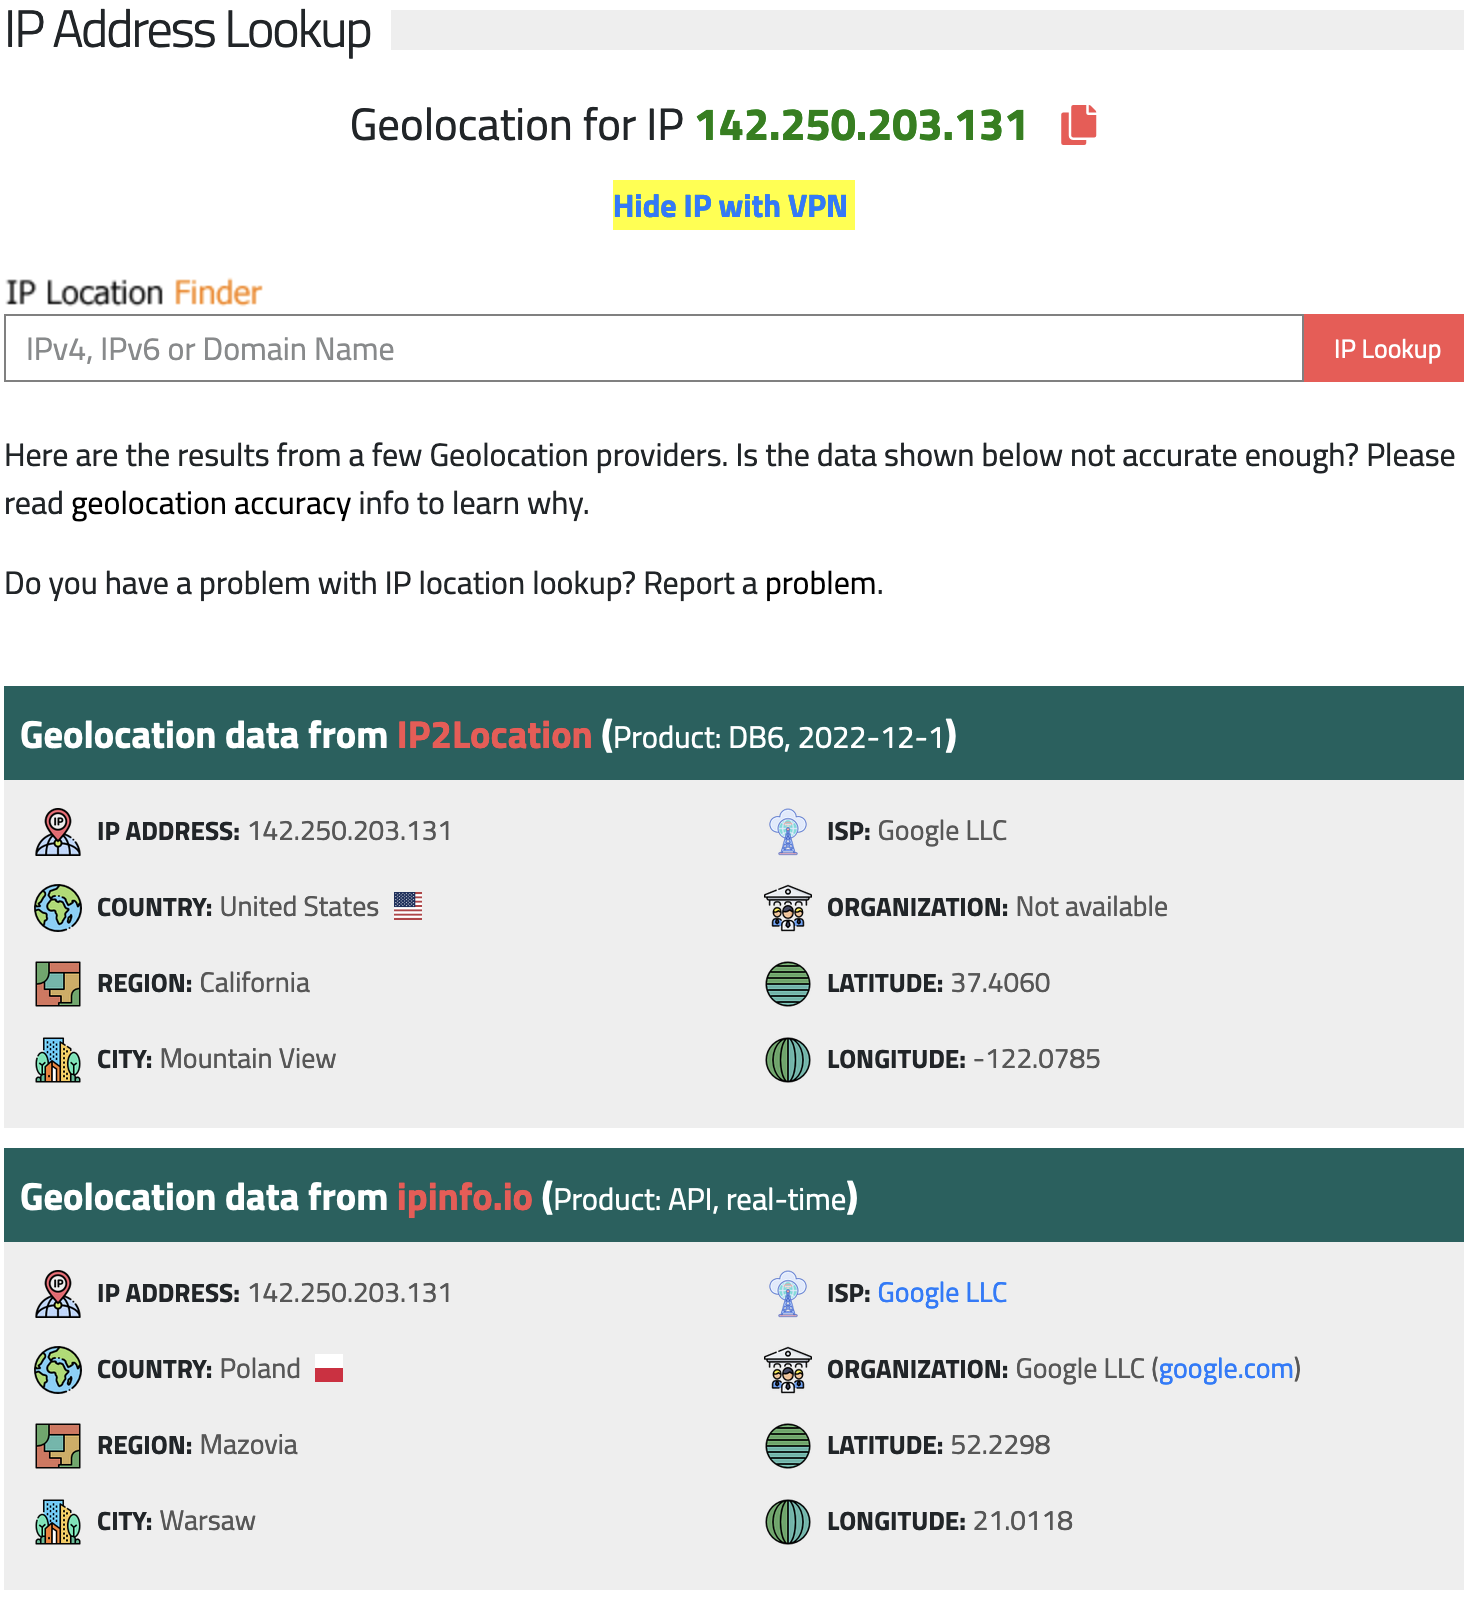 IP Address Lookup
Geolocation for IP 142.250.203.131
Hide IP with VPN
IP Location Finder
IPv4, IPv6 or Domain Name
IP Lookup
Here are the results from a few Geolocation providers. Is the data shown below not accurate enough? Please
read geolocation accuracy info to learn why.
Do you have a problem with IP location lookup? Report a problem.
Geolocation data from IP2Location (Product: DB6, 2022-12-1)
IP ADDRESS: 142.250.203.131
ISP: Google LLC
COUNTRY: United States
ORGANIZATION: Not available
REGION: California
LATITUDE: 37.4060
CITY: Mountain View
LONGITUDE: -122.0785
Geolocation data from ipinfo.io (Product: API, real-time)
IP ADDRESS: 142.250.203.131
ISP: Google LLC
COUNTRY: Poland
ORGANIZATION: Google LLC (google.com)
REGION: Mazovia
LATITUDE: 52.2298
CITY: Warsaw
LONGITUDE: 21.0118